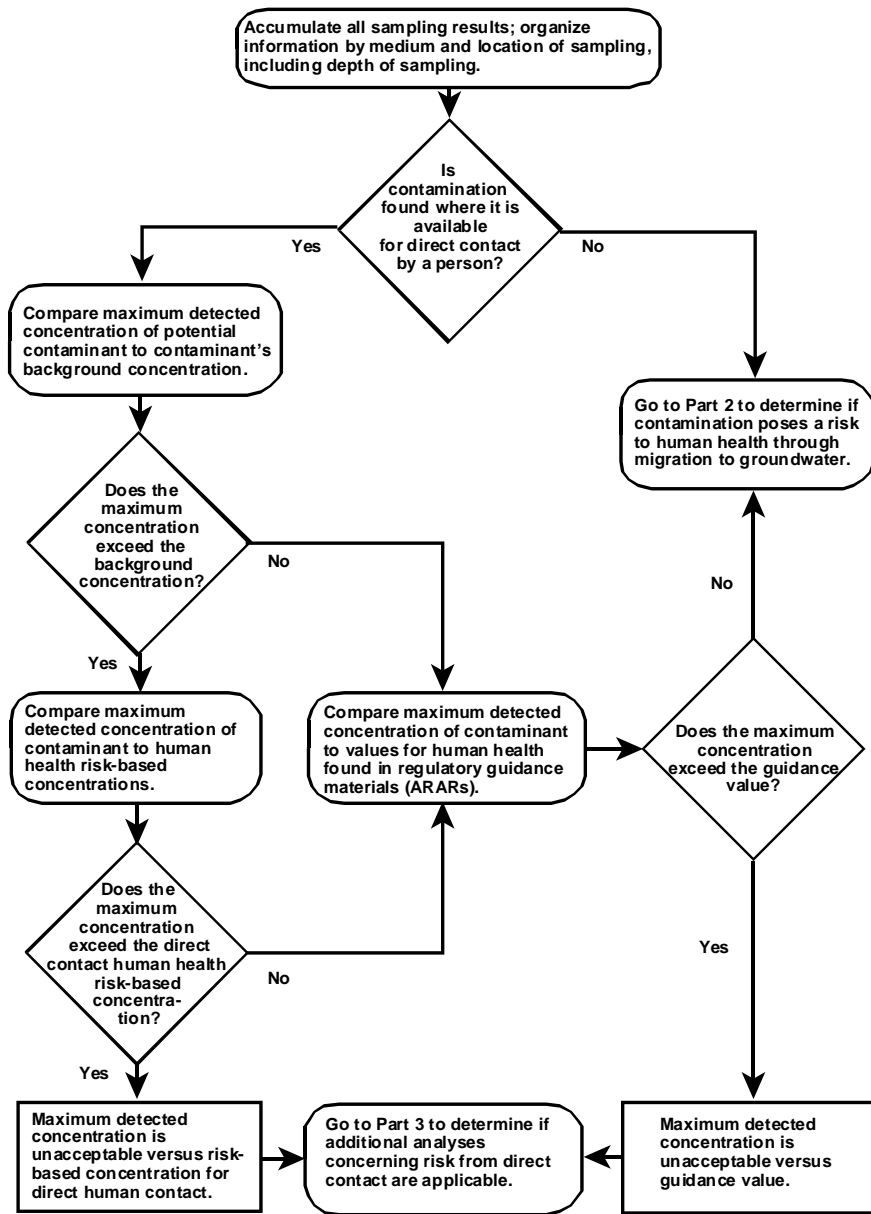 Accumulate all sampling results; organize
information by medium and location of sampling,
including depth of sampling.
Is
contamination
found where it is
available
for direct contact
by a person?
Yes
No
Compare maximum detected
concentration of potential
contaminant to contaminant's
background concentration.
Go to Part 2 to determine if
contamination poses a risk
to human health through
migration to groundwater.
Does the
maximum
concentration
exceed the
background
concentration?
No
No
Yes
Compare maximum
detected concentration of
contaminant to human
health risk-based
concentrations.
Compare maximum detected
concentration of contaminant
to values for human health
found in regulatory guidance
materials (ARARs).
Does the maximum
concentration
exceed the guidance
value?
Does the
maximum
concentration
exceed the direct
contact human health
risk-based
concentra-
tion?
No
Yes
Yes
Maximum detected
concentration is
unacceptable versus risk-
based concentration for
direct human contact.
Go to Part 3 to determine if
additional analyses
concerning risk from direct
contact are applicable.
Maximum detected
concentration is
unacceptable versus
guidance value.